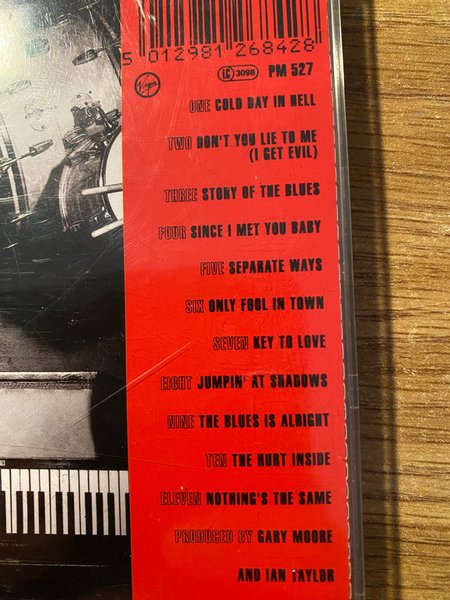 5 012981 268428
Virgin LC 3098 PM 527
ONE COLD DAY IN HELL
TWO DON'T YOU LIE TO ME
(I GET EVIL)
THREE STORY OF THE BLUES
FOUR SINCE I MET YOU BABY
FIVE SEPARATE WAYS
SIX ONLY FOOL IN TOWN
SEVEN KEY TO LOVE
EIGHT JUMPIN' AT SHADOWS
NINE THE BLUES IS ALRIGHT
TEN THE HURT INSIDE
ELEVEN NOTHING'S THE SAME
PRODUCED BY GARY MOORE
AND IAN TAYLOR